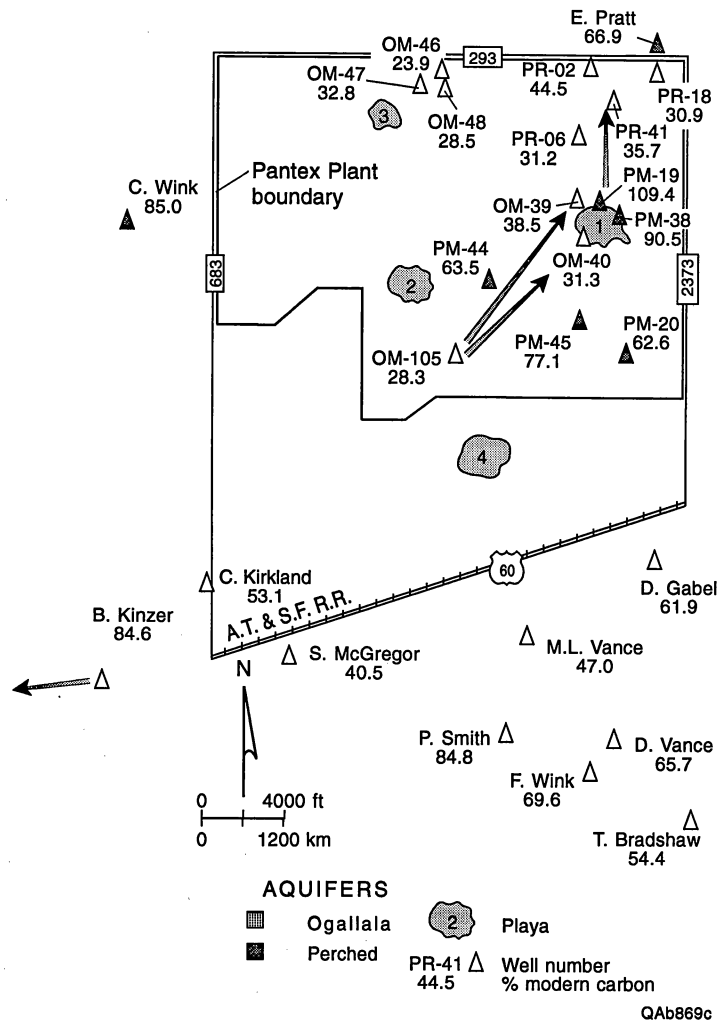 E. Pratt
66.9
OM-46
23.9
293
PR-02
44.5
OM-47
32.8
PR-18
30.9
3
OM-48
28.5
PR-06
31.2
PR-41
35.7
Pantex Plant
boundary
PM-19
109.4
C. Wink
85.0
OM-39
38.5
1
PM-38
90.5
PM-44
63.5
OM-40
31.3
683
2
2373
PM-45
77.1
PM-20
62.6
OM-105
28.3
4
60
C. Kirkland
53.1
D. Gabel
61.9
A.T. & S.F. R.R.
B. Kinzer
84.6
S. McGregor
40.5
M.L. Vance
47.0
N
P. Smith
84.8
D. Vance
65.7
F. Wink
69.6
0 4000 ft
0 1200 km
T. Bradshaw
54.4
AQUIFERS
Ogallala
2
Playa
Perched
PR-41
44.5
Well number
% modern carbon
QAb869c